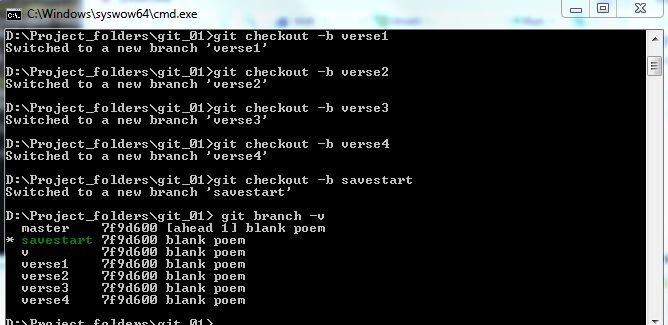 C:\Windows\syswow64\cmd.exe
D:\Project_folders\git_01>git checkout -b verse1
Switched to a new branch 'verse1'
D:\Project_folders\git_01>git checkout -b verse2
Switched to a new branch 'verse2'
D:\Project_folders\git_01>git checkout -b verse3
Switched to a new branch 'verse3'
D:\Project_folders\git_01>git checkout -b verse4
Switched to a new branch 'verse4'
D:\Project_folders\git_01>git checkout -b savestart
Switched to a new branch 'savestart'
D:\Project_folders\git_01> git branch -v
  master    7f9d600 [ahead 1] blank poem
* savestart 7f9d600 blank poem
  v         7f9d600 blank poem
  verse1    7f9d600 blank poem
  verse2    7f9d600 blank poem
  verse3    7f9d600 blank poem
  verse4    7f9d600 blank poem
D:\Project_folders\git_01>